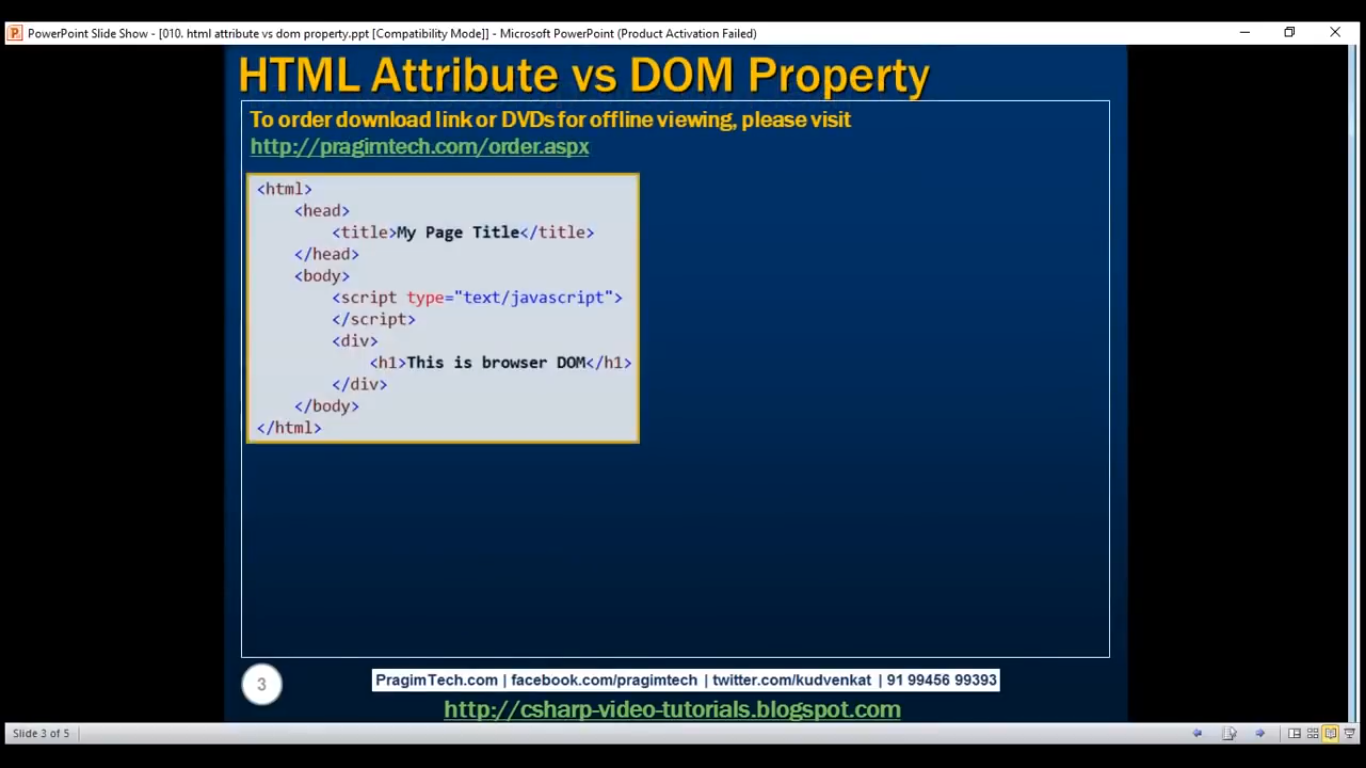 PowerPoint Slide Show - [010. html attribute vs dom property.ppt [Compatibility Mode]] - Microsoft PowerPoint (Product Activation Failed)
HTML Attribute vs DOM Property
To order download link or DVDs for offline viewing, please visit
http://pragimtech.com/order.aspx
<html>
    <head>
        <title>My Page Title</title>
    </head>
    <body>
        <script type="text/javascript">
        </script>
        <div>
            <h1>This is browser DOM</h1>
        </div>
    </body>
</html>
3
PragimTech.com | facebook.com/pragimtech | twitter.com/kudvenkat | 91 99456 99393
http://csharp-video-tutorials.blogspot.com
Slide 3 of 5